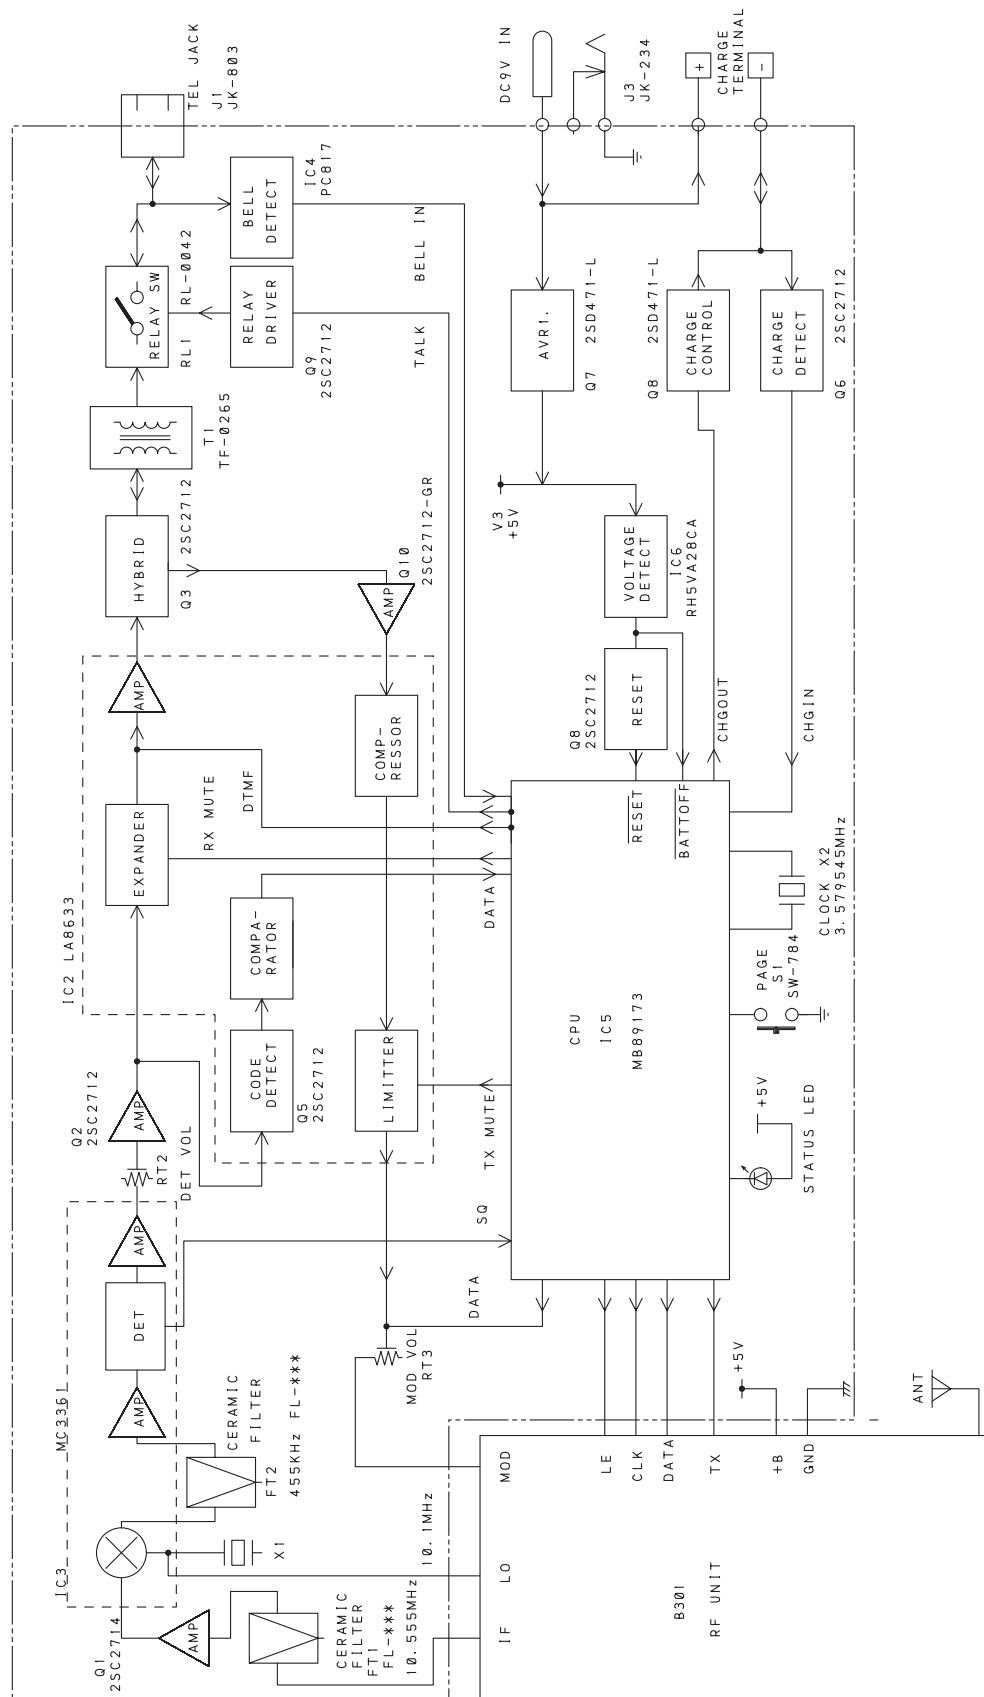 TEL JACK
J1
JK-803
DC9V IN
J3
JK-234
+
CHARGE
TERMINAL
-
BELL
DETECT
IC4
PC817
RELAY SW
RL1 RL-0042
RELAY
DRIVER
Q9
2SC2712
BELL IN
TALK
AVR1.
Q7 2SD471-L
CHARGE
CONTROL
Q8 2SD471-L
CHARGE
DETECT
Q6 2SC2712
T1
TF-0265
HYBRID
Q3 2SC2712
AMP
Q10
2SC2712-GR
V3
+5V
VOLTAGE
DETECT
IC6
RH5VA28CA
RESET
Q8
2SC2712
CHGOUT
CHGIN
AMP
COMP-
RESSOR
EXPANDER
RX MUTE
DTMF
IC2 LA8633
COMPA-
RATOR
DATA
CODE
DETECT
Q5
2SC2712
LIMITTER
TX MUTE
RESET
BATTOFF
CPU
IC5
MB89173
CLOCK X2
3.579545MHz
PAGE
S1
SW-784
+5V
STATUS LED
Q2
2SC2712
AMP
RT2
DET VOL
AMP
DET
SQ
AMP
MC3361
IC3
CERAMIC
FILTER
FT2
455KHz FL-***
X1
10.1MHz
DATA
MOD VOL
RT3
Q1
2SC2714
AMP
CERAMIC
FILTER
FT1
FL-***
10.555MHz
+5V
ANT
MOD
LE
CLK
DATA
TX
+B
GND
LO
IF
B301
RF UNIT